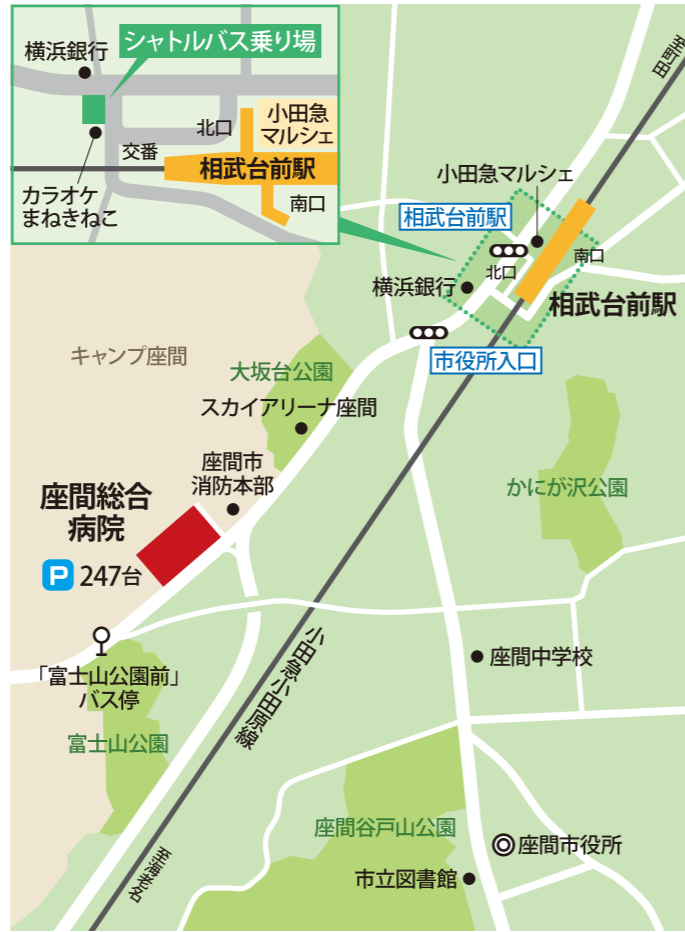 シャトルバス乗り場
横浜銀行
北口
小田急
マルシェ
交番
相武台前駅
カラオケ
まねきねこ
南口
至町田
小田急マルシェ
相武台前駅
北口
南口
横浜銀行
相武台前駅
市役所入口
キャンプ座間
大坂台公園
スカイアリーナ座間
座間市
消防本部
かにが沢公園
座間総合
病院
P 247台
「富士山公園前」
バス停
小田急小田原線
座間中学校
富士山公園
座間谷戸山公園
座間市役所
至海老名
市立図書館